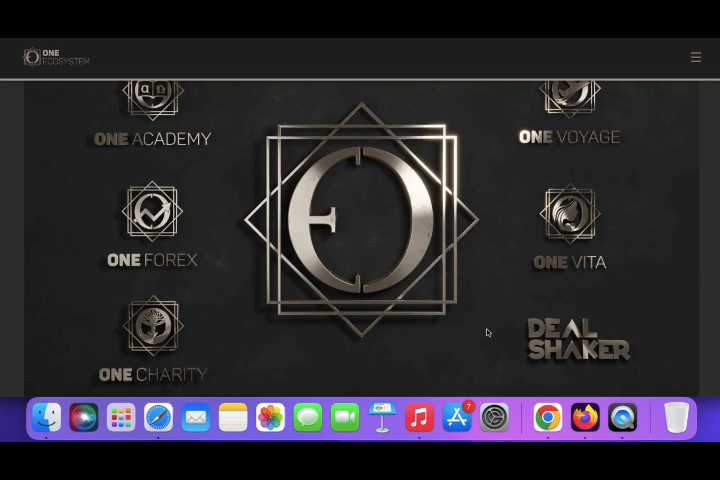 ONE
ECOSYSTEM
ONE ACADEMY
ONE VOYAGE
ONE FOREX
ONE VITA
ONE CHARITY
DEAL
SHAKER
7